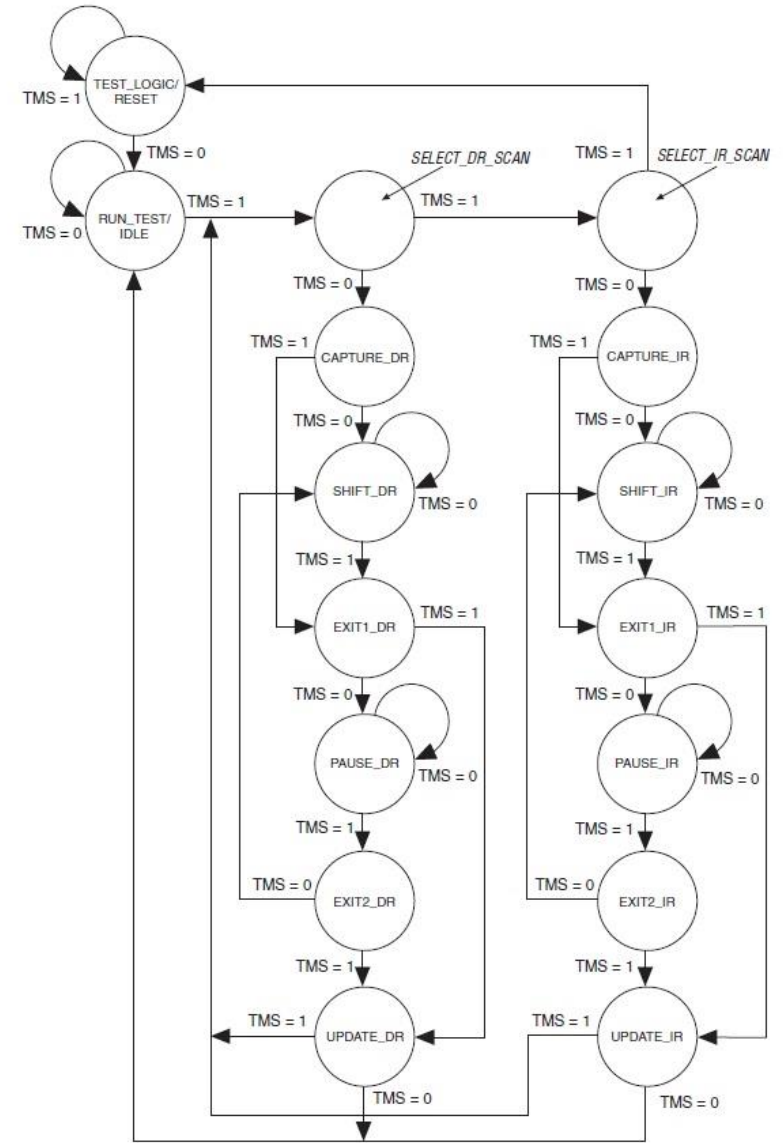 TEST_LOGIC/
RESET
TMS = 1
TMS = 0
SELECT_DR_SCAN
TMS = 1
SELECT_IR_SCAN
RUN_TEST/
IDLE
TMS = 0
TMS = 1
TMS = 1
TMS = 0
TMS = 0
TMS = 1
CAPTURE_DR
TMS = 1
CAPTURE_IR
TMS = 0
TMS = 0
SHIFT_DR
TMS = 0
SHIFT_IR
TMS = 0
TMS = 1
TMS = 1
EXIT1_DR
TMS = 1
EXIT1_IR
TMS = 1
TMS = 0
TMS = 0
PAUSE_DR
TMS = 0
PAUSE_IR
TMS = 0
TMS = 1
TMS = 1
TMS = 0
EXIT2_DR
TMS = 0
EXIT2_IR
TMS = 1
TMS = 1
TMS = 1
UPDATE_DR
TMS = 1
UPDATE_IR
TMS = 0
TMS = 0